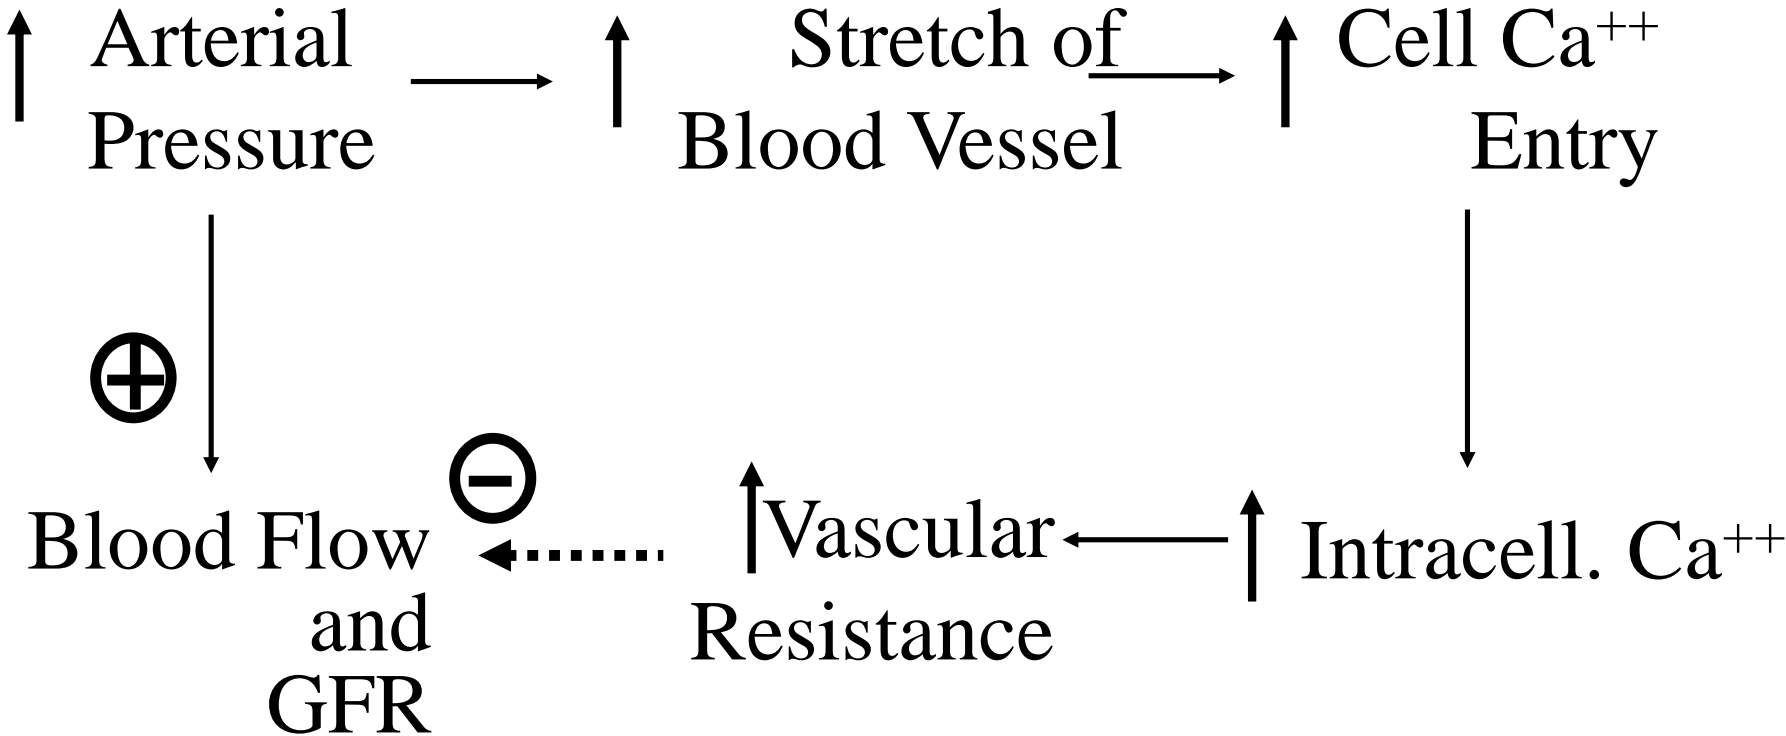 Arterial
Pressure
Stretch of
Blood Vessel
Cell Ca++
Entry
+
-
Blood Flow
and
GFR
Vascular
Resistance
Intracell. Ca++